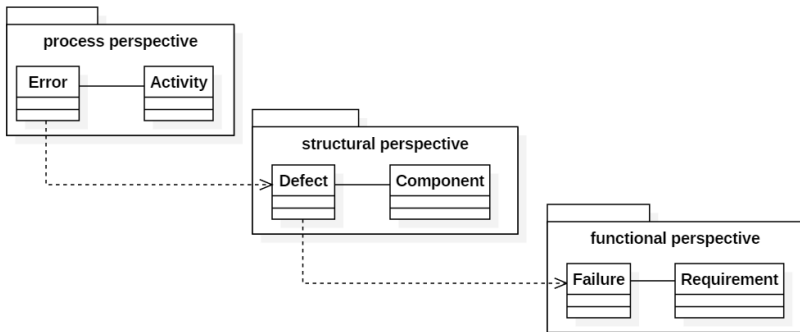 process perspective
Error
Activity
structural perspective
Defect
Component
functional perspective
Failure
Requirement